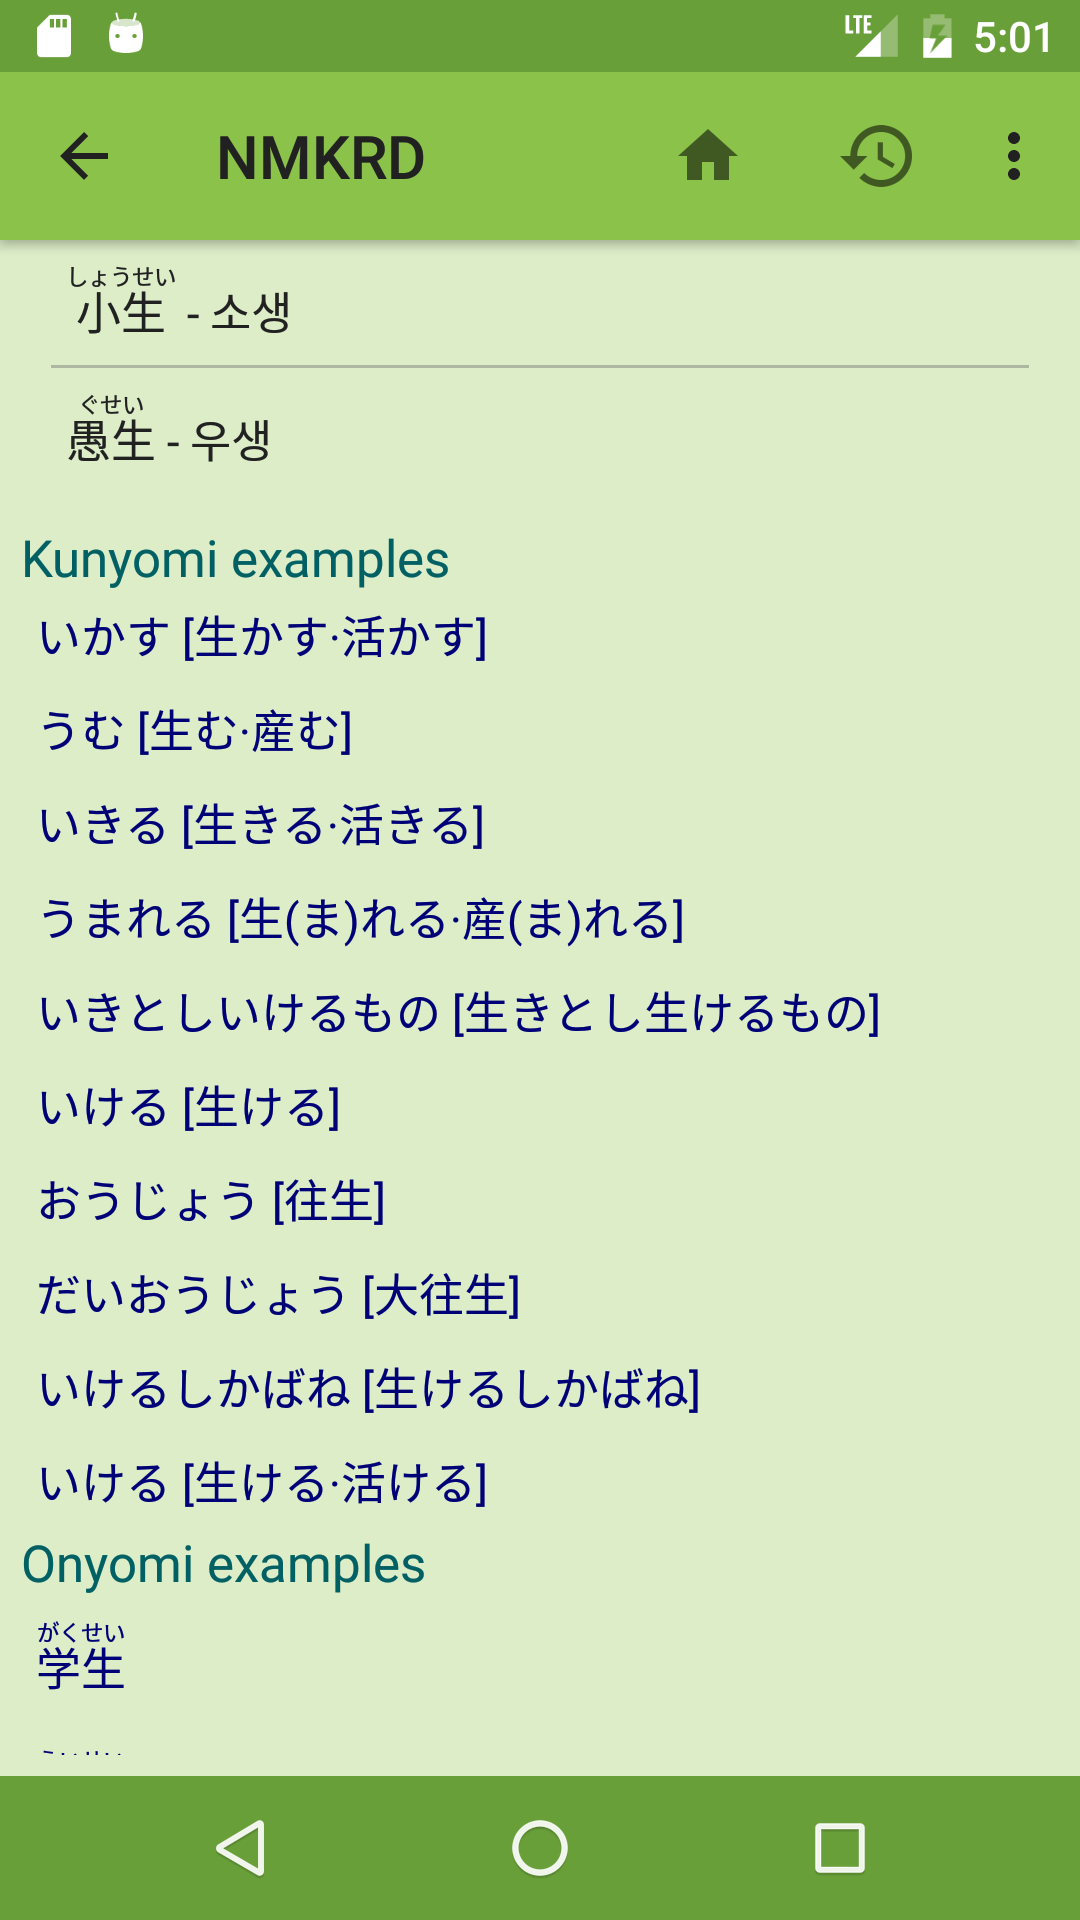 LTE 5:01
NMKRD
しょうせい
小生 - 소생
ぐせい
愚生 - 우생
Kunyomi examples
いかす [生かす·活かす]
うむ [生む·産む]
いきる [生きる·活きる]
うまれる [生(ま)れる·産(ま)れる]
いきとしいけるもの [生きとし生けるもの]
いける [生ける]
おうじょう [往生]
だいおうじょう [大往生]
いけるしかばね [生けるしかばね]
いける [生ける·活ける]
Onyomi examples
がくせい
学生